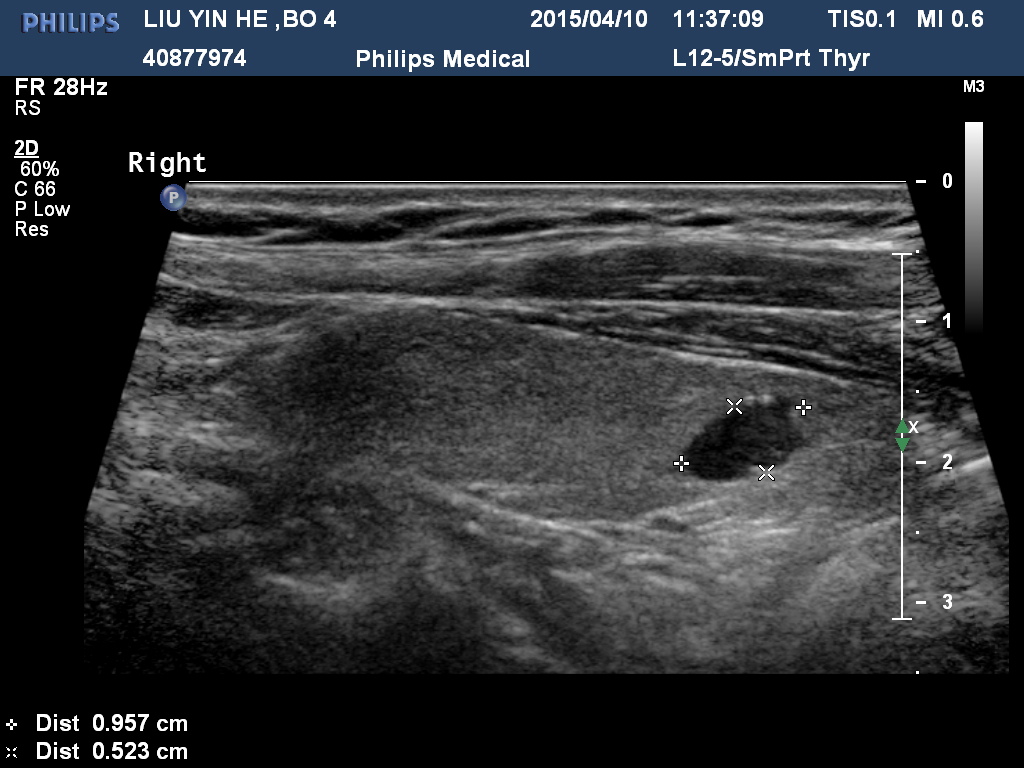 PHILIPS
LIU YIN HE ,BO 4 2015/04/10 11:37:09 TIS0.1 MI 0.6
40877974 Philips Medical L12-5/SmPrt Thyr
FR 28Hz
RS
M3
2D
60%
C 66
P Low
Res
Right
P
0
1
x
2
3
Dist 0.957 cm
Dist 0.523 cm